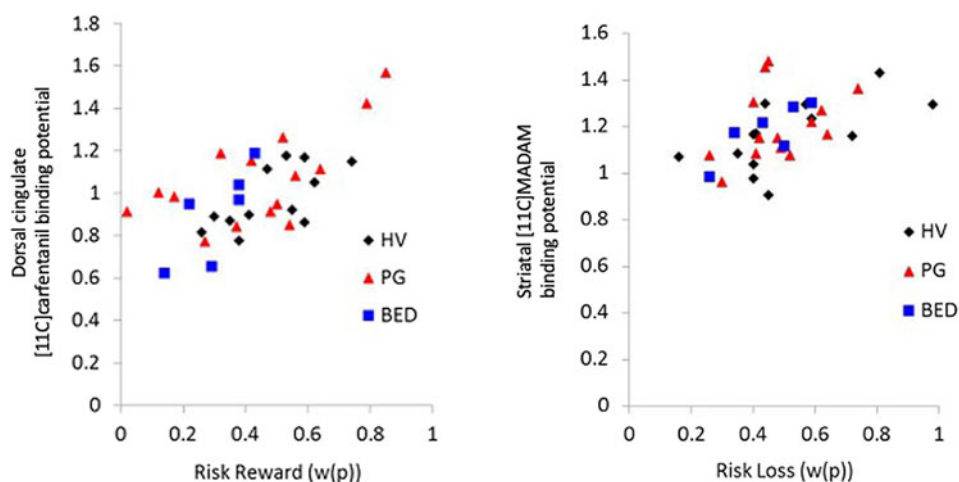 Dorsal cingulate
[11C]carfentanil binding potential
1.8
1.6
1.4
1.2
1
0.8
0.6
0.4
0.2
0
0
0.2
0.4
0.6
0.8
1
Risk Reward (w(p))
HV
PG
BED
Striatal [11C]MADAM
binding potential
1.6
1.4
1.2
1
0.8
0.6
0.4
0.2
0
0
0.2
0.4
0.6
0.8
1
Risk Loss (w(p))
HV
PG
BED